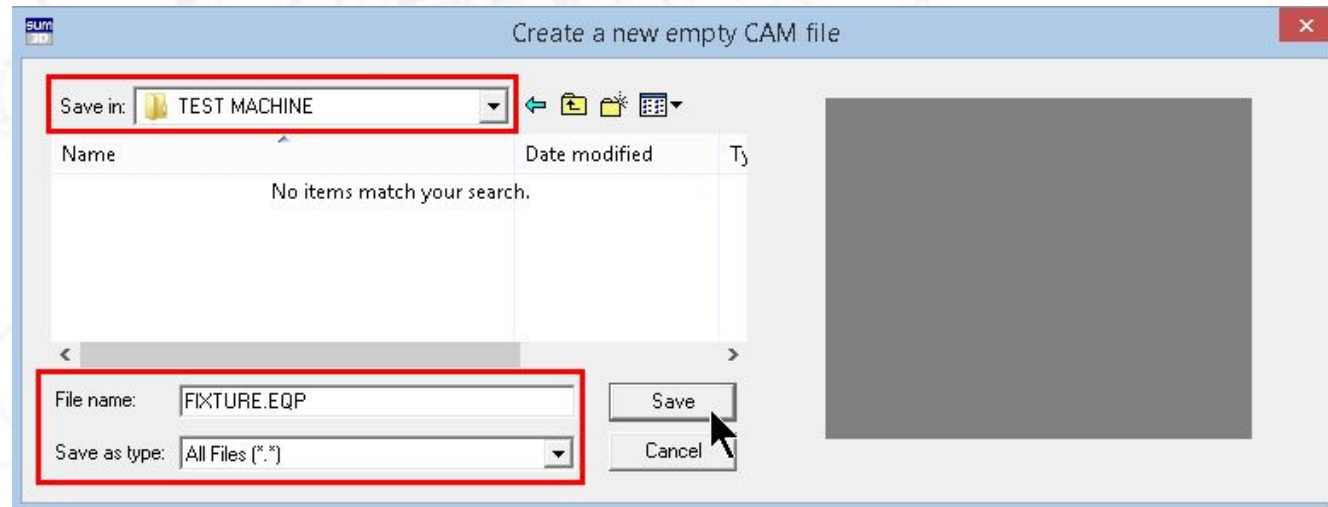 SUM 3D
Create a new empty CAM file
Save in: TEST MACHINE
Name Date modified Ty
No items match your search.
File name: FIXTURE.EQP Save
Save as type: All Files (*.*) Cancel